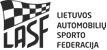 LASF
LIETUVOS
AUTOMOBILIŲ
SPORTO
FEDERACIJA